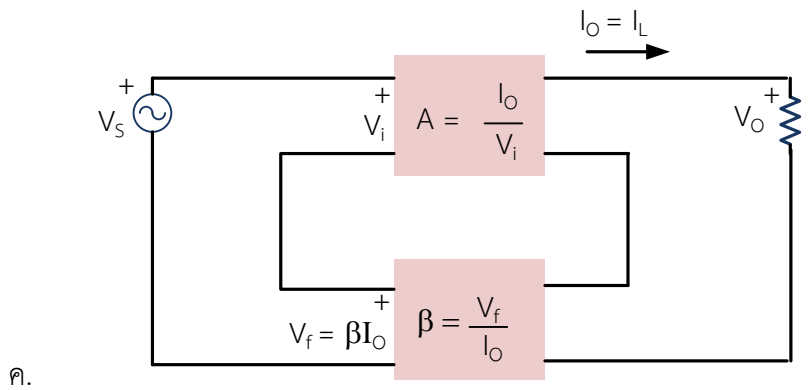 I_O = I_L
+
V_S
+
V_i
A = I_O / V_i
+
V_O
+
V_f = βI_O
β = V_f / I_O
ค.